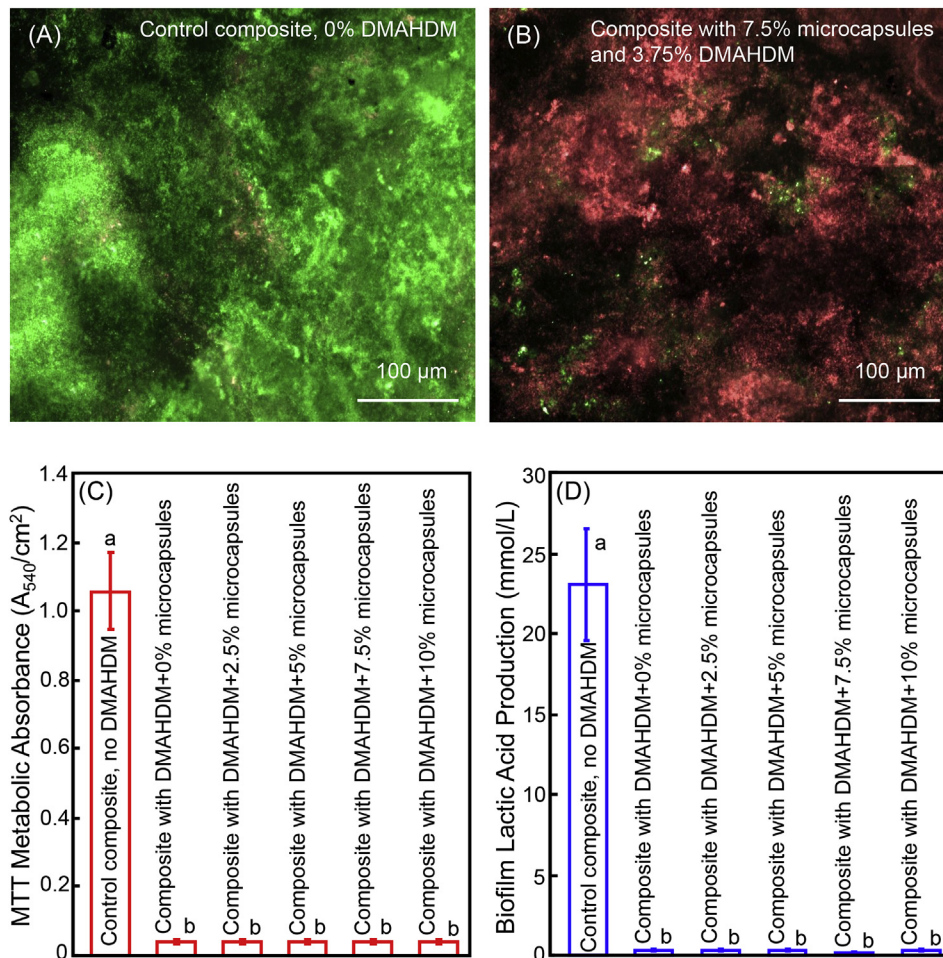 (A) Control composite, 0% DMAHDM
100 µm
(B) Composite with 7.5% microcapsules
and 3.75% DMAHDM
100 µm
(C)
MTT Metabolic Absorbance (A540/cm²)
1.4
1.2
1.0
0.8
0.6
0.4
0.2
0
a
Control composite, no DMAHDM
Composite with DMAHDM+0% microcapsules
b
Composite with DMAHDM+2.5% microcapsules
b
Composite with DMAHDM+5% microcapsules
b
Composite with DMAHDM+7.5% microcapsules
b
Composite with DMAHDM+10% microcapsules
b
(D)
Biofilm Lactic Acid Production (mmol/L)
30
25
20
15
10
5
0
a
Control composite, no DMAHDM
Composite with DMAHDM+0% microcapsules
b
Composite with DMAHDM+2.5% microcapsules
b
Composite with DMAHDM+5% microcapsules
b
Composite with DMAHDM+7.5% microcapsules
b
Composite with DMAHDM+10% microcapsules
b